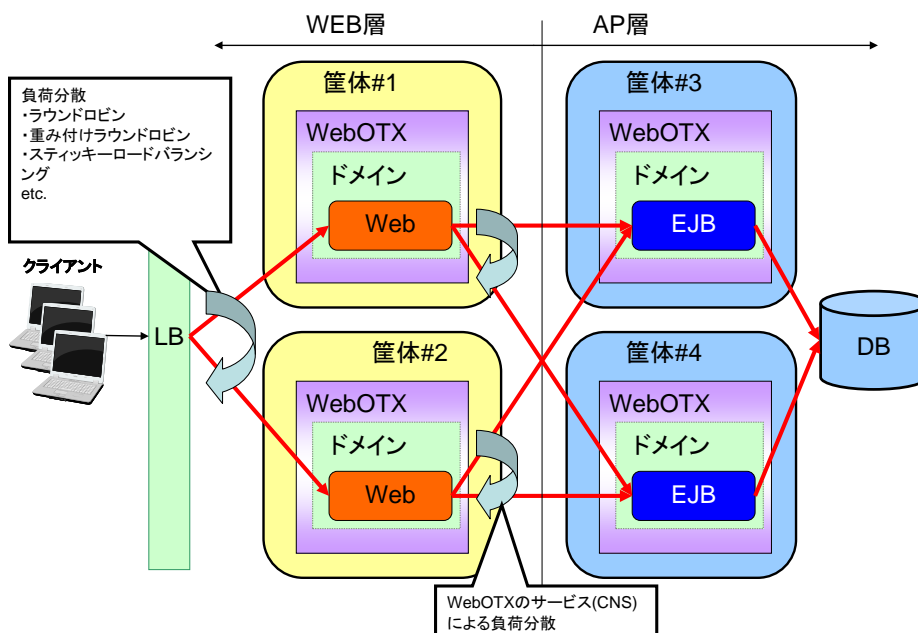 WEB層
AP層
負荷分散
・ラウンドロビン
・重み付けラウンドロビン
・スティッキーロードバランシ
ング
etc.
クライアント
LB
筐体#1
WebOTX
ドメイン
Web
筐体#2
WebOTX
ドメイン
Web
筐体#3
WebOTX
ドメイン
EJB
筐体#4
WebOTX
ドメイン
EJB
DB
WebOTXのサービス(CNS)
による負荷分散